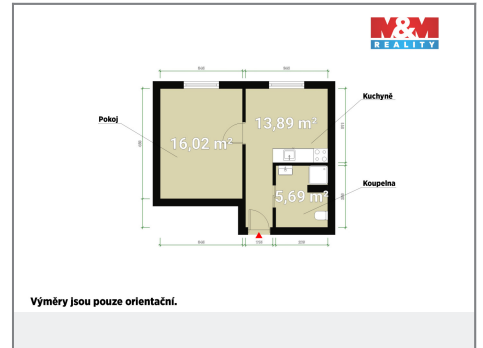 M&M
REALITY
Kuchyně
Pokoj
13,89 m²
16,02 m²
Koupelna
5,69 m²
Výměry jsou pouze orientační.